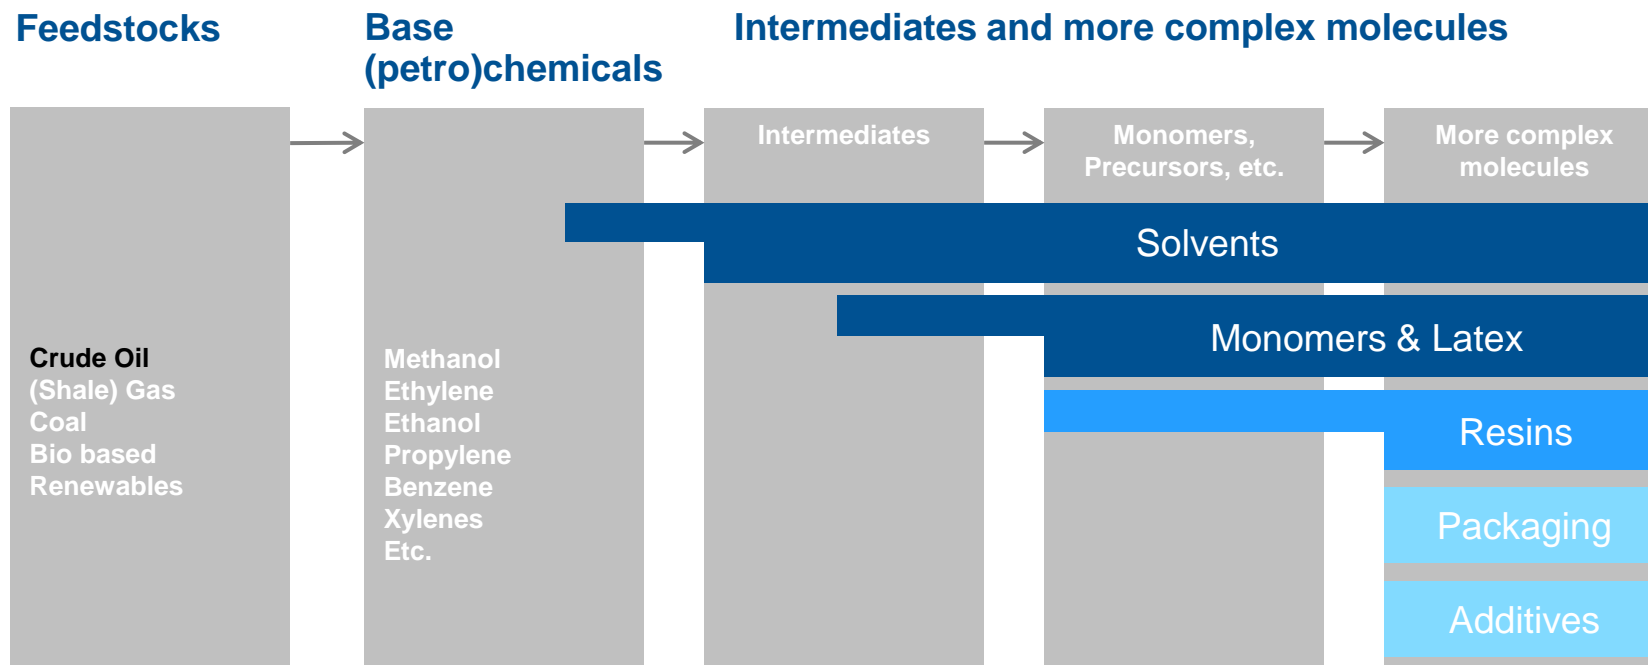 Feedstocks
Base
(petro)chemicals
Intermediates and more complex molecules
Intermediates
Monomers,
Precursors, etc.
More complex
molecules
Crude Oil
(Shale) Gas
Coal
Bio based
Renewables
Methanol
Ethylene
Ethanol
Propylene
Benzene
Xylenes
Etc.
Solvents
Monomers & Latex
Resins
Packaging
Additives